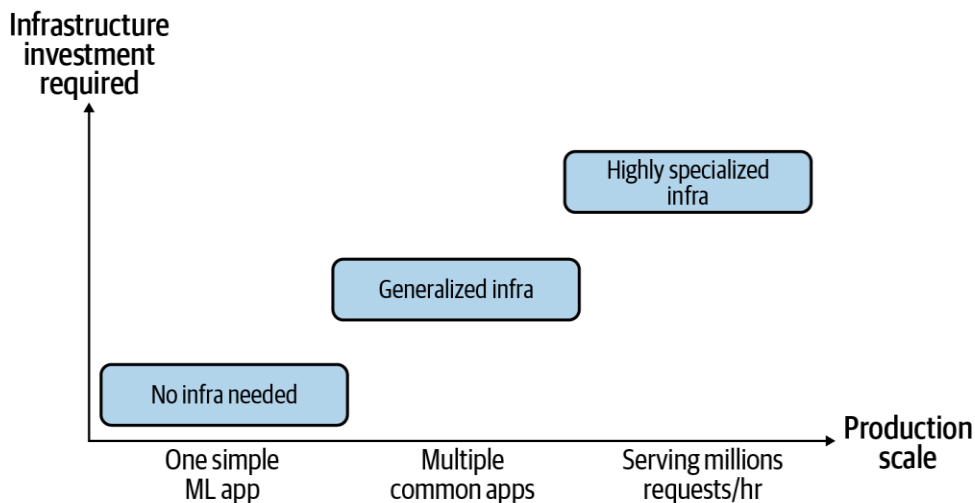 Infrastructure
investment
required
Highly specialized
infra
Generalized infra
No infra needed
Production
scale
One simple
ML app
Multiple
common apps
Serving millions
requests/hr